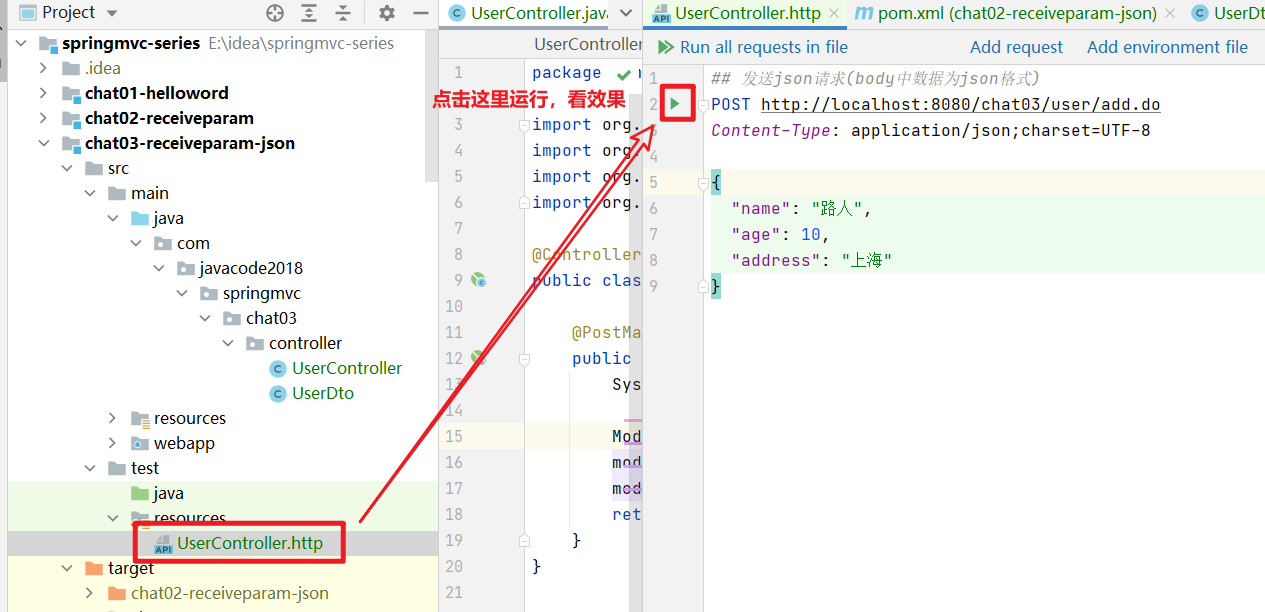 Project
springmvc-series E:\idea\springmvc-series
.idea
chat01-helloword
chat02-receiveparam
chat03-receiveparam-json
src
main
java
com
javacode2018
springmvc
chat03
controller
UserController
UserDto
resources
webapp
test
java
resources
UserController.http
target
chat02-receiveparam-json
UserController.java
UserController
1 package
点击这里运行，看效果
3 import org.
4 import org.
5 import org.
6 import org.
7
8 @Controller
9 public clas
10
11 @PostMa
12 public
13 Sys
14
15 Mod
16 mod
17 mod
18 ret
19 }
20 }
21
UserController.http pom.xml (chat02-receiveparam-json) UserDt
Run all requests in file Add request Add environment file
1 ## 发送json请求(body中数据为json格式)
2 POST http://localhost:8080/chat03/user/add.do
3 Content-Type: application/json;charset=UTF-8
4
5 {
6 "name": "路人",
7 "age": 10,
8 "address": "上海"
9 }